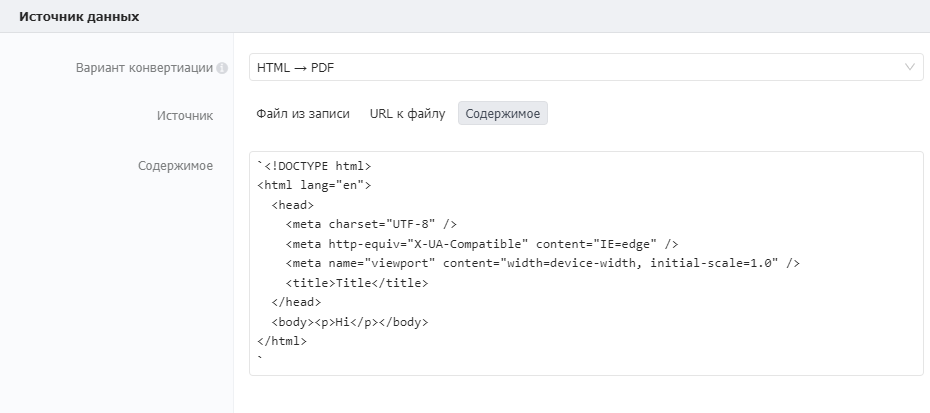 Источник данных
Вариант конвертиации
HTML → PDF
Источник
Файл из записи URL к файлу Содержимое
Содержимое
`<!DOCTYPE html>
<html lang="en">
  <head>
    <meta charset="UTF-8" />
    <meta http-equiv="X-UA-Compatible" content="IE=edge" />
    <meta name="viewport" content="width=device-width, initial-scale=1.0" />
    <title>Title</title>
  </head>
  <body><p>Hi</p></body>
</html>
`